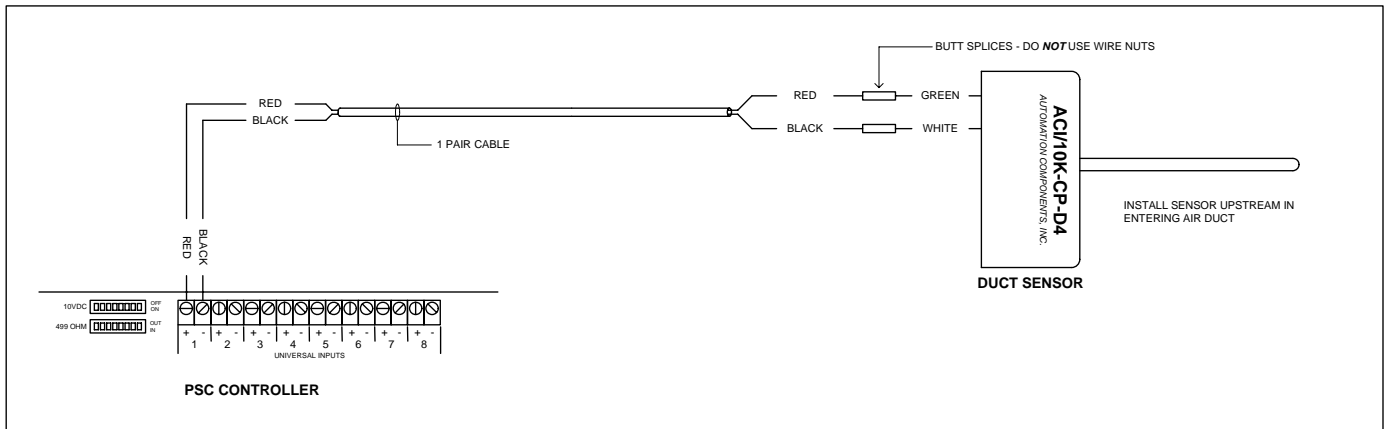 BUTT SPLICES - DO NOT USE WIRE NUTS
RED
BLACK
1 PAIR CABLE
RED
GREEN
BLACK
WHITE
ACI/10K-CP-D4
AUTOMATION COMPONENTS, INC.
INSTALL SENSOR UPSTREAM IN
ENTERING AIR DUCT
DUCT SENSOR
RED
BLACK
10VDC
OFF
ON
499 OHM
OUT
IN
+ - + - + - + - + - + - + - + -
1 2 3 4 5 6 7 8
UNIVERSAL INPUTS
PSC CONTROLLER